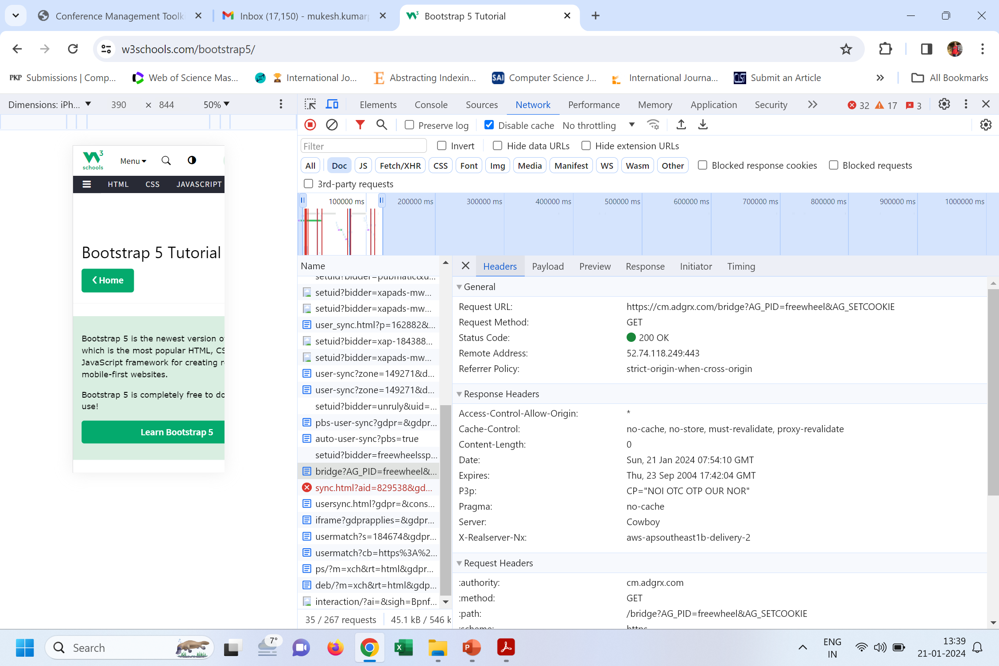 Conference Management Toolki
Inbox (17,150) - mukesh.kumarp
Bootstrap 5 Tutorial
w3schools.com/bootstrap5/
PKP Submissions | Comp...
Web of Science Mas...
International Jo...
E Abstracting Indexin...
SAI Computer Science J...
International Journa...
Submit an Article
All Bookmarks
Dimensions: iPh... 390 × 844 50%
Elements Console Sources Network Performance Memory Application Security 32 17 3
Preserve log Disable cache No throttling
Filter Invert Hide data URLs Hide extension URLs
All Doc JS Fetch/XHR CSS Font Img Media Manifest WS Wasm Other Blocked response cookies Blocked requests
3rd-party requests
100000 ms 200000 ms 300000 ms 400000 ms 500000 ms 600000 ms 700000 ms 800000 ms 900000 ms 1000000 ms
W3 schools Menu
HTML CSS JAVASCRIPT
Bootstrap 5 Tutorial
❮ Home
Bootstrap 5 is the newest version o
which is the most popular HTML, CS
JavaScript framework for creating r
mobile-first websites.
Bootstrap 5 is completely free to do
use!
Learn Bootstrap 5
Name
setuid?bidder=pubmatic&u...
setuid?bidder=xapads-mw...
setuid?bidder=xapads-mw...
user_sync.html?p=162882&...
setuid?bidder=xap-184388...
setuid?bidder=xapads-mw...
user-sync?zone=149271&d...
user-sync?zone=149271&d...
setuid?bidder=unruly&uid=...
pbs-user-sync?gdpr=&gdpr...
auto-user-sync?pbs=true
setuid?bidder=freewheelssp...
bridge?AG_PID=freewheel&...
sync.html?aid=829538&gd...
usersync.html?gdpr=&cons...
iframe?gdprapplies=&gdpr...
usermatch?s=184674&gdpr...
usermatch?cb=https%3A%2...
ps/?m=xch&rt=html&gdpr...
deb/?m=xch&rt=html&gdp...
interaction/?ai=&sigh=Bpnf...
35 / 267 requests 45.1 kB / 546 k
Headers Payload Preview Response Initiator Timing
General
Request URL: https://cm.adgrx.com/bridge?AG_PID=freewheel&AG_SETCOOKIE
Request Method: GET
Status Code: 200 OK
Remote Address: 52.74.118.249:443
Referrer Policy: strict-origin-when-cross-origin
Response Headers
Access-Control-Allow-Origin: *
Cache-Control: no-cache, no-store, must-revalidate, proxy-revalidate
Content-Length: 0
Date: Sun, 21 Jan 2024 07:54:10 GMT
Expires: Thu, 23 Sep 2004 17:42:04 GMT
P3p: CP="NOI OTC OTP OUR NOR"
Pragma: no-cache
Server: Cowboy
X-Realserver-Nx: aws-apsoutheast1b-delivery-2
Request Headers
:authority: cm.adgrx.com
:method: GET
:path: /bridge?AG_PID=freewheel&AG_SETCOOKIE
:scheme: https
Search
7°
ENG
IN
13:39
21-01-2024